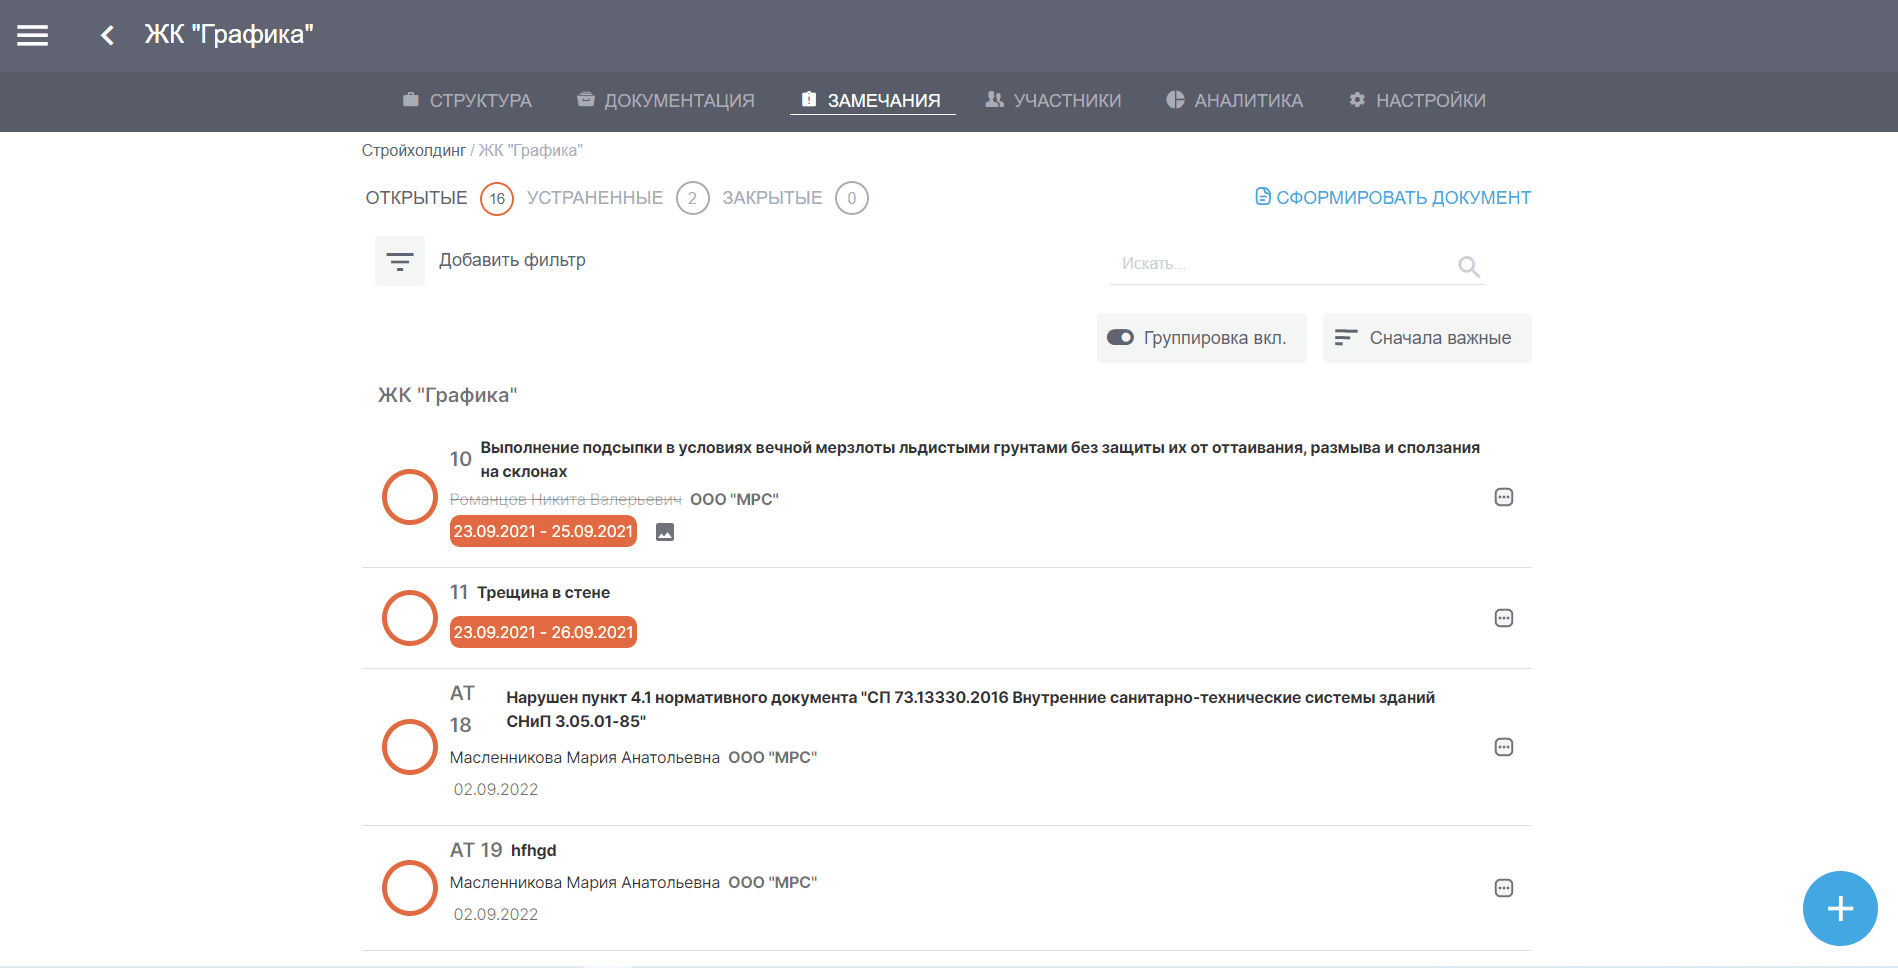 ЖК "Графика"
СТРУКТУРА ДОКУМЕНТАЦИЯ ЗАМЕЧАНИЯ УЧАСТНИКИ АНАЛИТИКА НАСТРОЙКИ
Стройхолдинг / ЖК "Графика"
ОТКРЫТЫЕ 16 УСТРАНЕННЫЕ 2 ЗАКРЫТЫЕ 0 СФОРМИРОВАТЬ ДОКУМЕНТ
Добавить фильтр Искать...
Группировка вкл. Сначала важные
ЖК "Графика"
10 Выполнение подсыпки в условиях вечной мерзлоты льдистыми грунтами без защиты их от оттаивания, размыва и сползания
на склонах
Романцов Никита Валерьевич ООО "МРС"
23.09.2021 - 25.09.2021
11 Трещина в стене
23.09.2021 - 26.09.2021
АТ 18 Нарушен пункт 4.1 нормативного документа "СП 73.13330.2016 Внутренние санитарно-технические системы зданий
СНиП 3.05.01-85"
Масленникова Мария Анатольевна ООО "МРС"
02.09.2022
АТ 19 hfhgd
Масленникова Мария Анатольевна ООО "МРС"
02.09.2022